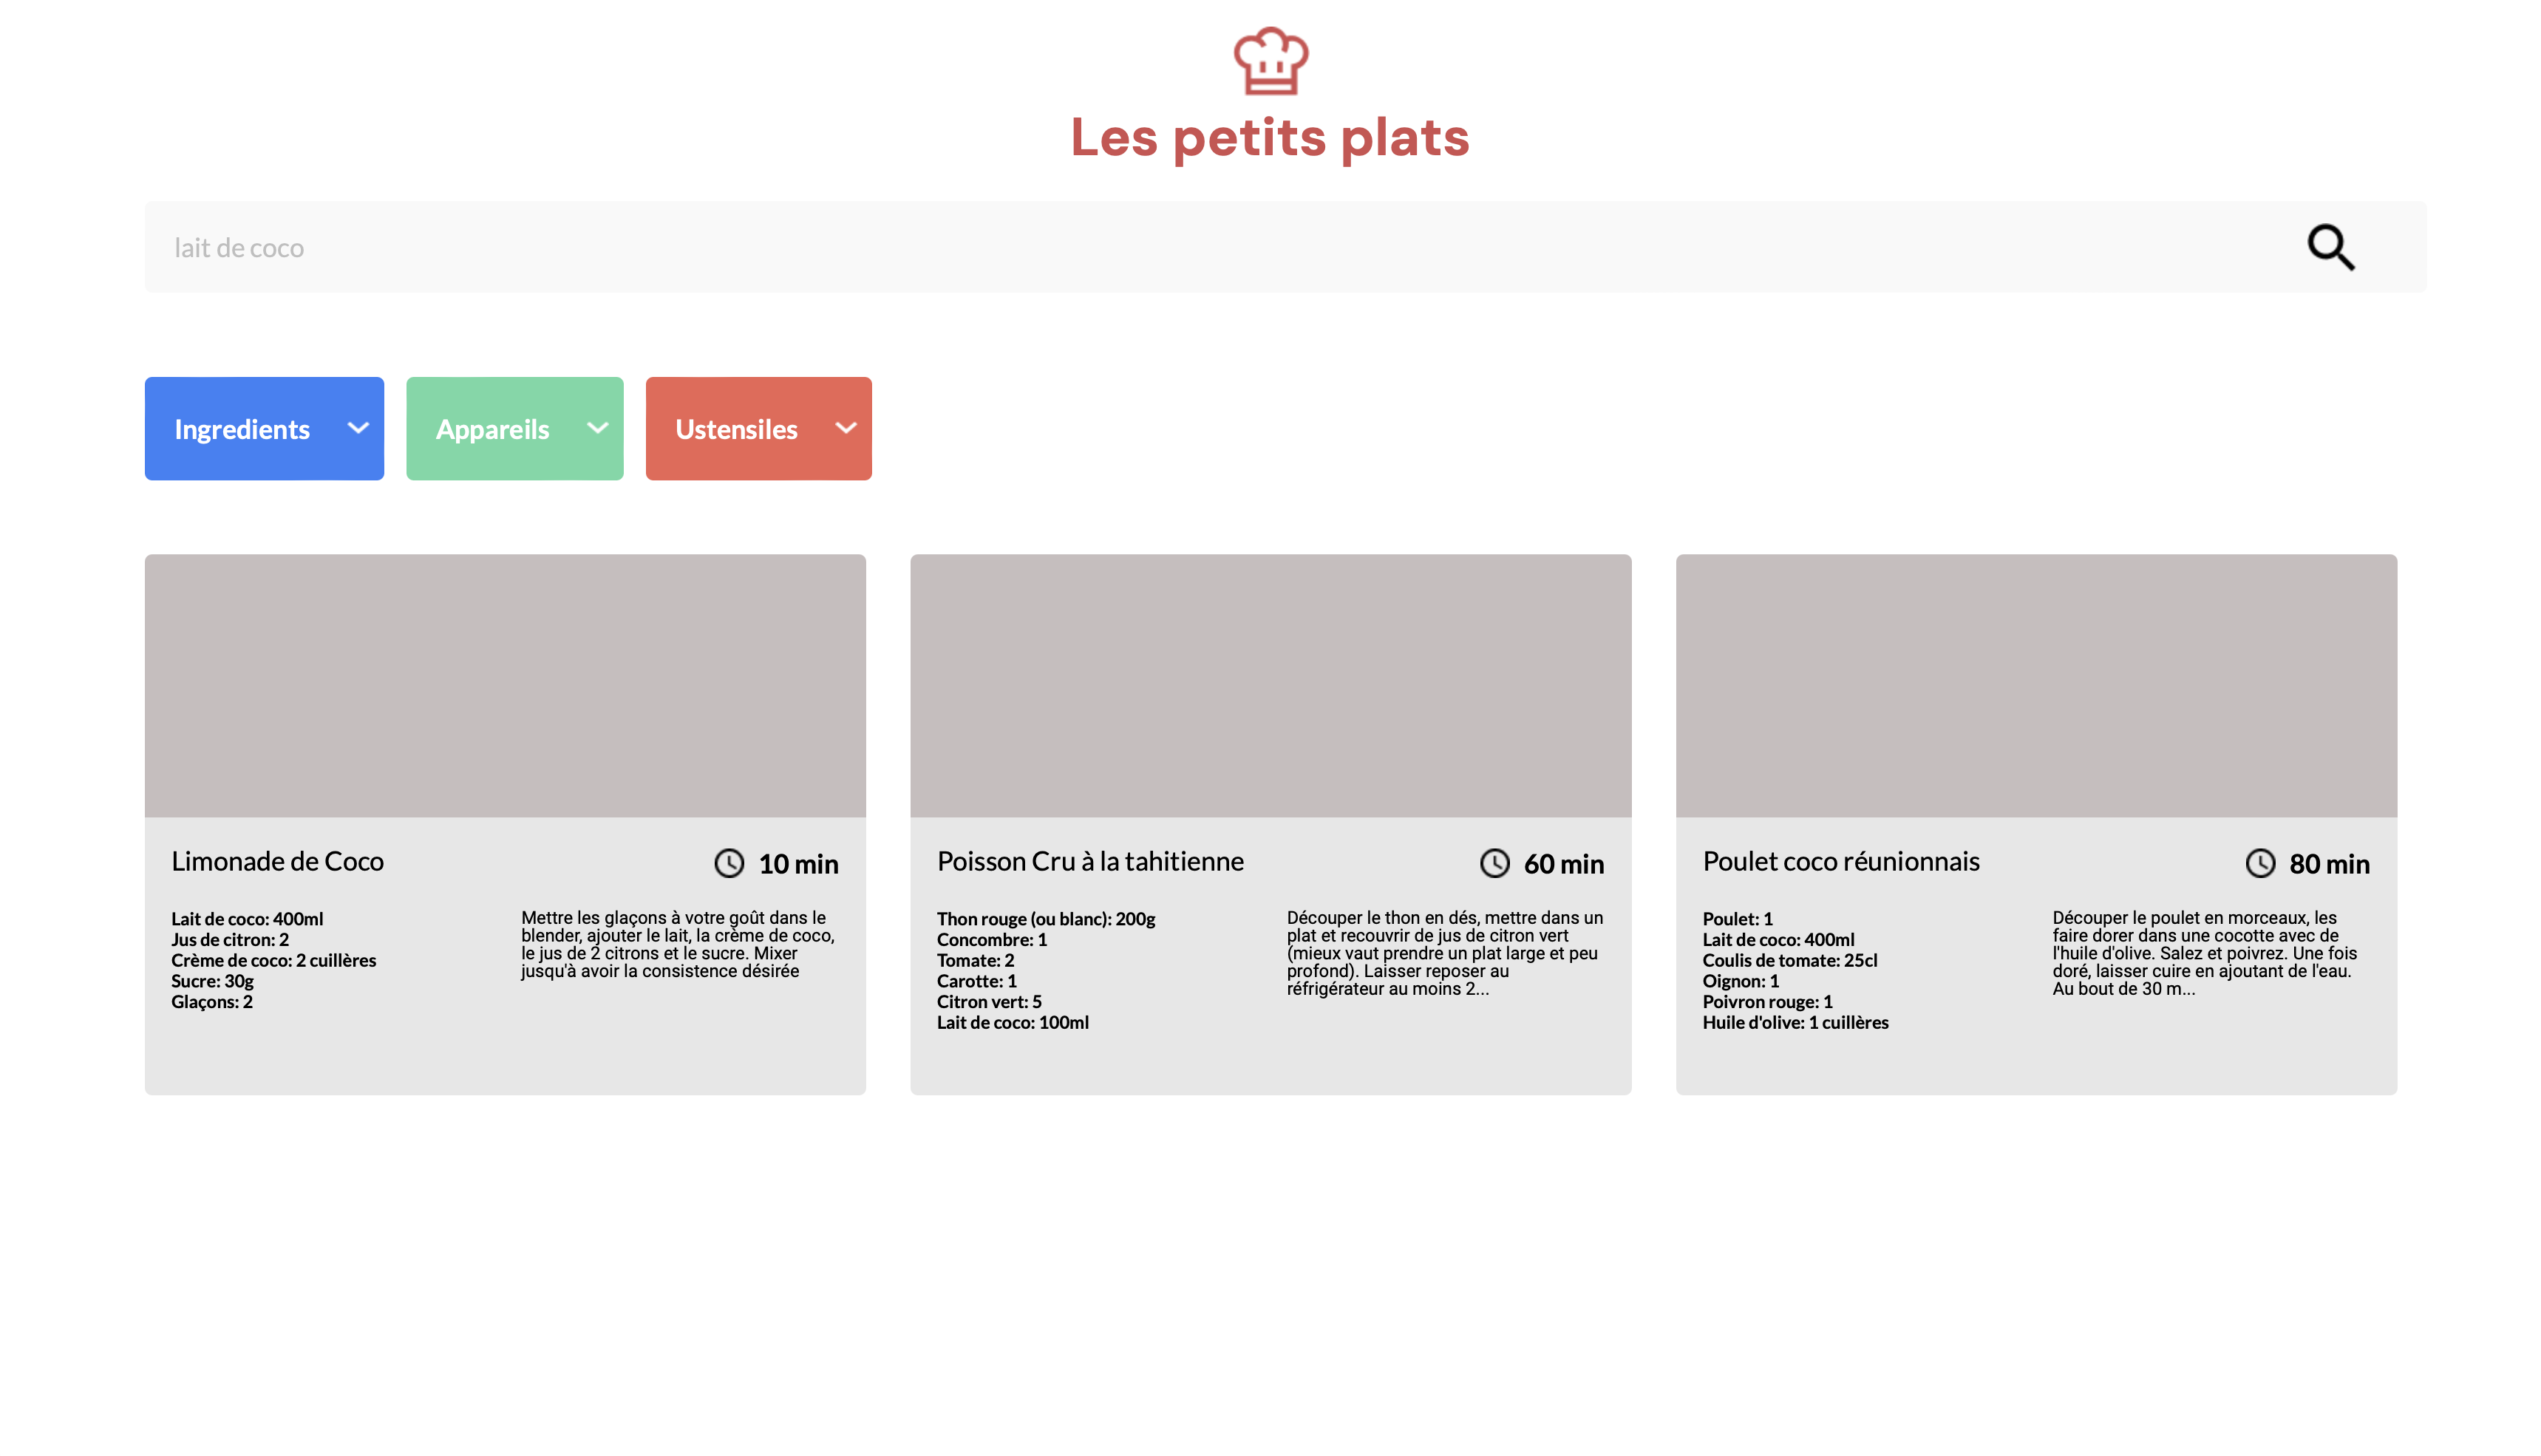 Les petits plats
lait de coco
Ingredients
Appareils
Ustensiles
Limonade de Coco
10 min
Lait de coco: 400ml
Jus de citron: 2
Crème de coco: 2 cuillères
Sucre: 30g
Glaçons: 2
Mettre les glaçons à votre goût dans le
blender, ajouter le lait, la crème de coco,
le jus de 2 citrons et le sucre. Mixer
jusqu'à avoir la consistence désirée
Poisson Cru à la tahitienne
60 min
Thon rouge (ou blanc): 200g
Concombre: 1
Tomate: 2
Carotte: 1
Citron vert: 5
Lait de coco: 100ml
Découper le thon en dés, mettre dans un
plat et recouvrir de jus de citron vert
(mieux vaut prendre un plat large et peu
profond). Laisser reposer au
réfrigérateur au moins 2...
Poulet coco réunionnais
80 min
Poulet: 1
Lait de coco: 400ml
Coulis de tomate: 25cl
Oignon: 1
Poivron rouge: 1
Huile d'olive: 1 cuillères
Découper le poulet en morceaux, les
faire dorer dans une cocotte avec de
l'huile d'olive. Salez et poivrez. Une fois
doré, laisser cuire en ajoutant de l'eau.
Au bout de 30 m...